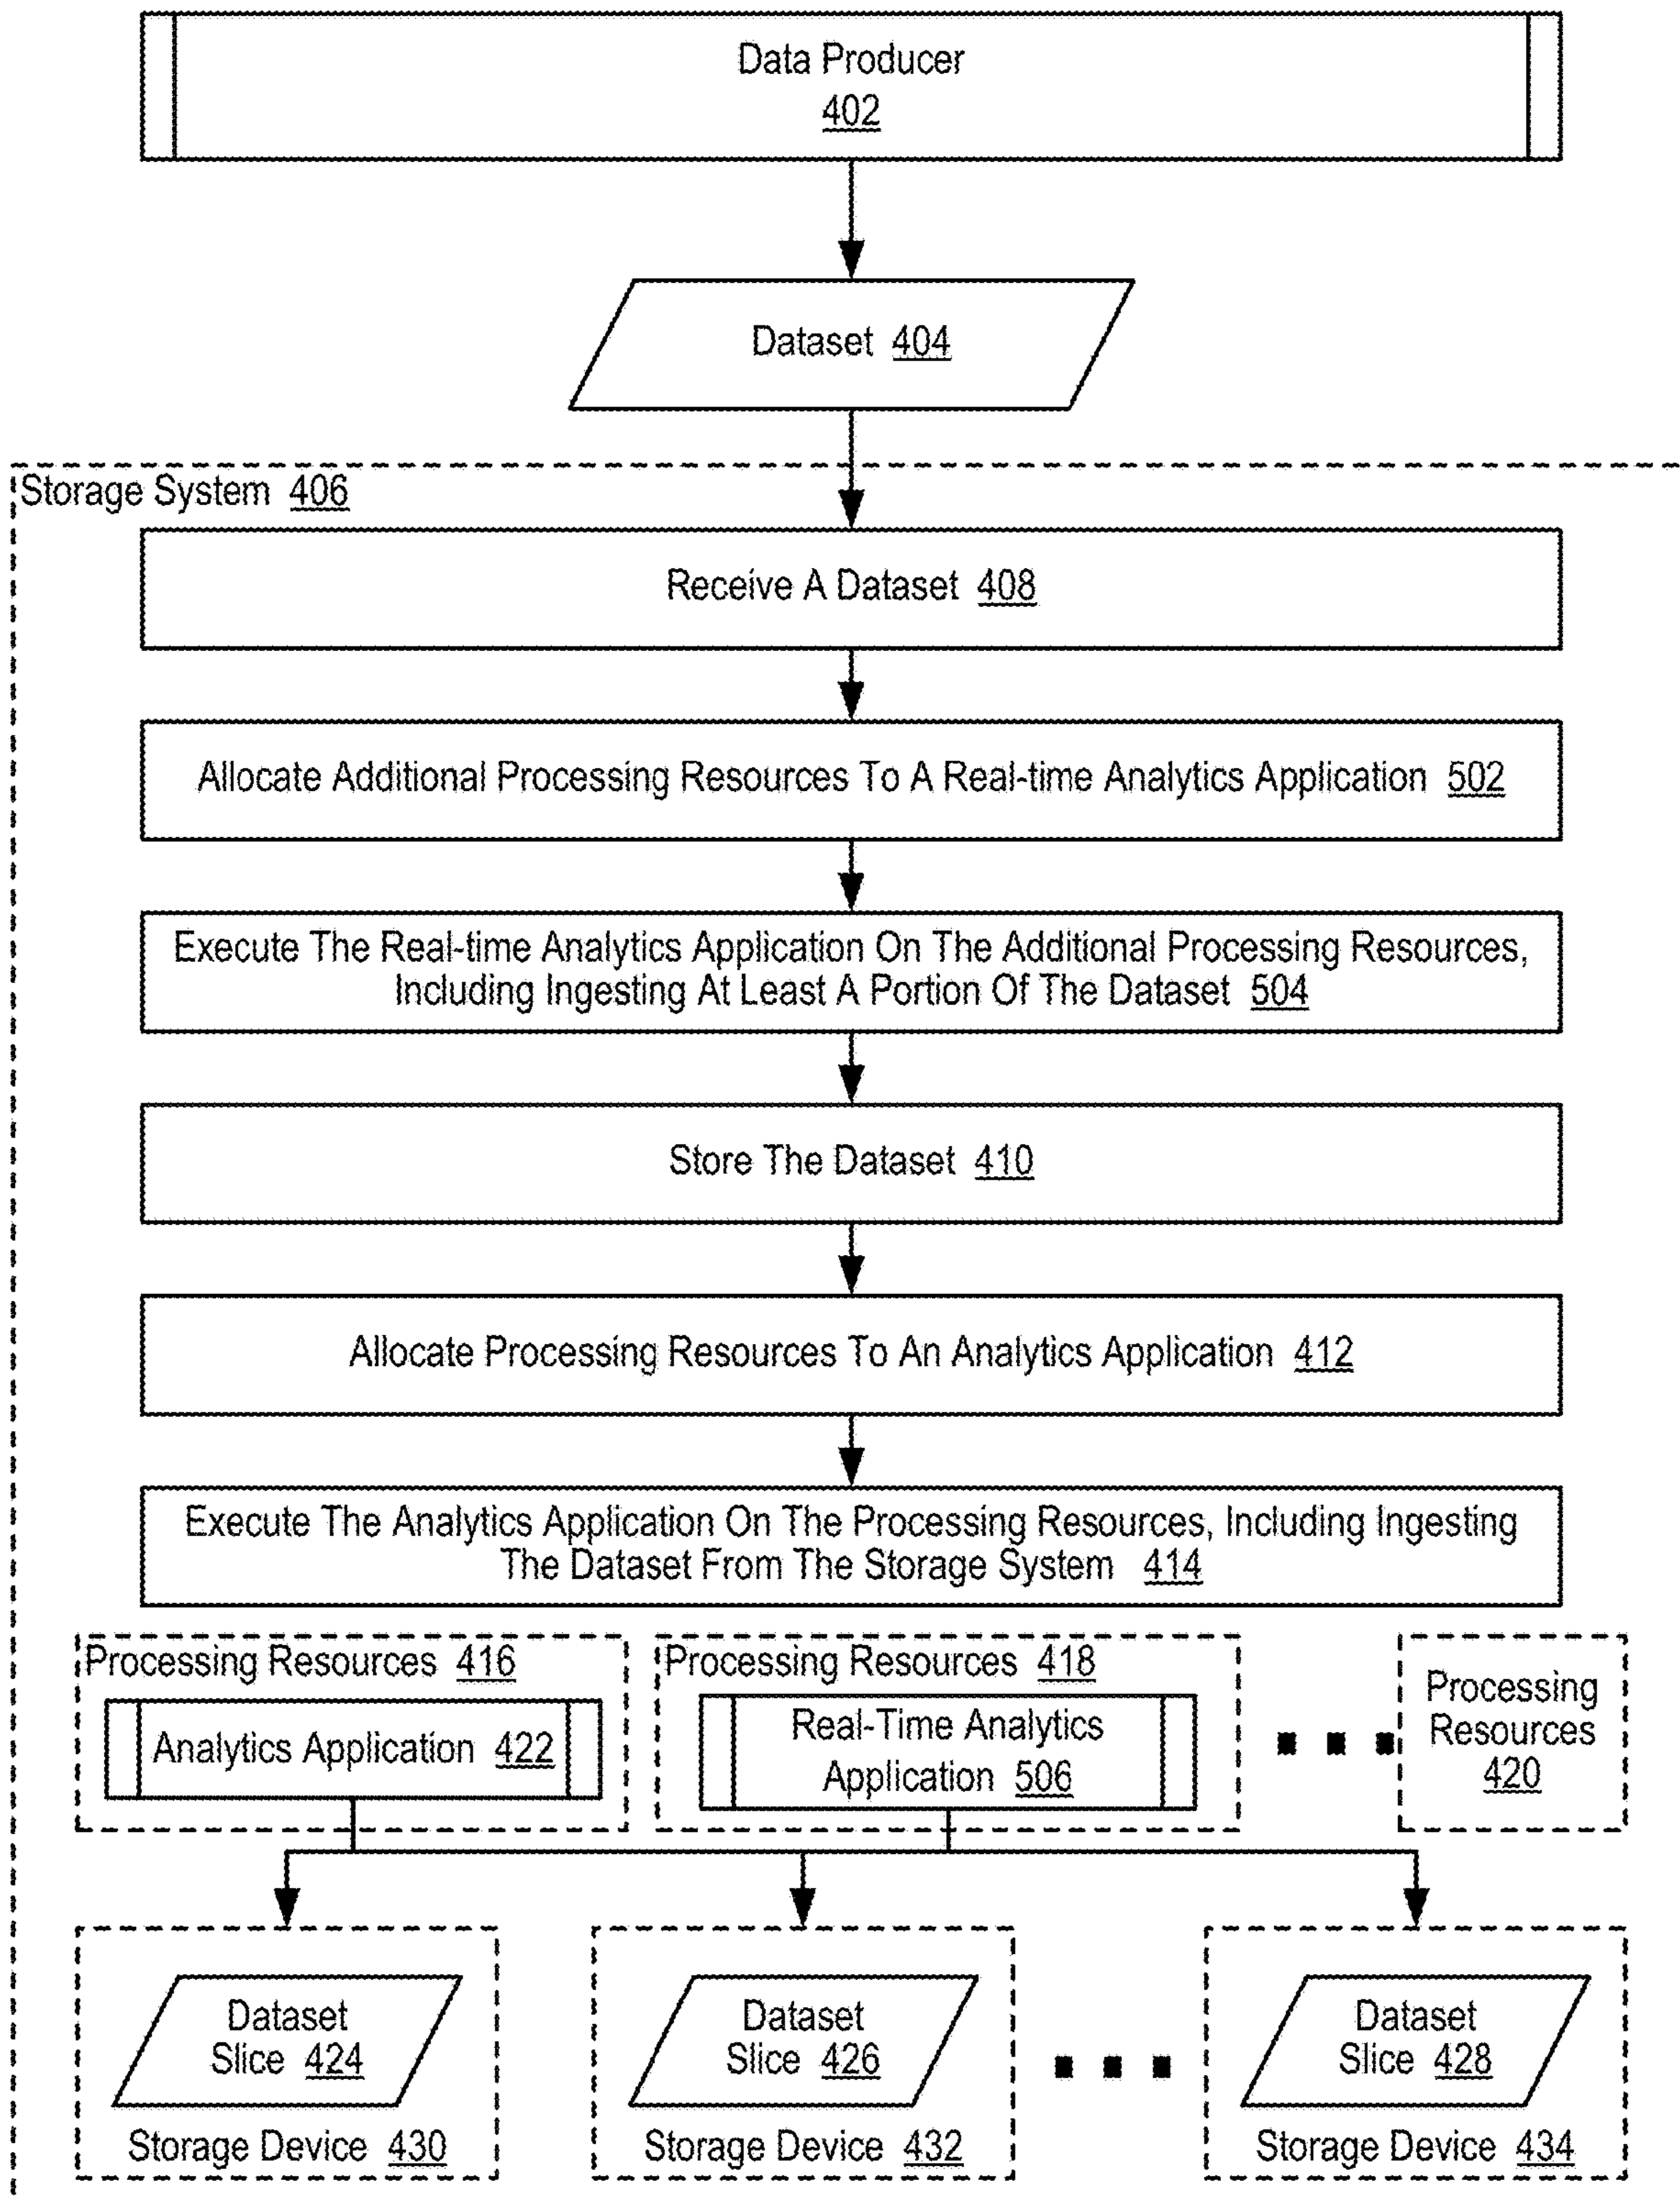 Data Producer
402
Dataset 404
Storage System 406
Receive A Dataset 408
Allocate Additional Processing Resources To A Real-time Analytics Application 502
Execute The Real-time Analytics Application On The Additional Processing Resources,
Including Ingesting At Least A Portion Of The Dataset 504
Store The Dataset 410
Allocate Processing Resources To An Analytics Application 412
Execute The Analytics Application On The Processing Resources, Including Ingesting
The Dataset From The Storage System 414
Processing Resources 416
Analytics Application 422
Processing Resources 418
Real-Time Analytics
Application 506
Processing
Resources
420
Dataset
Slice 424
Storage Device 430
Dataset
Slice 426
Storage Device 432
Dataset
Slice 428
Storage Device 434